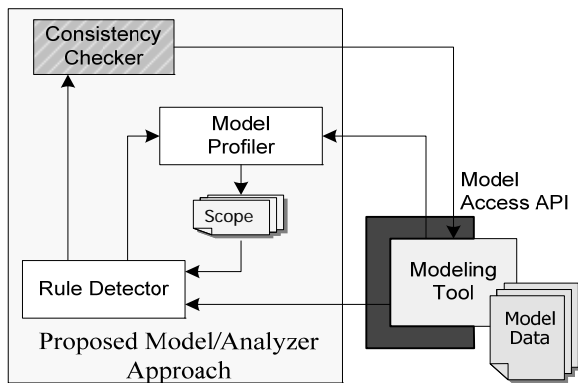 Consistency
Checker
Model
Profiler
Model
Access API
Scope
Rule Detector
Modeling
Tool
Model
Data
Proposed Model/Analyzer
Approach